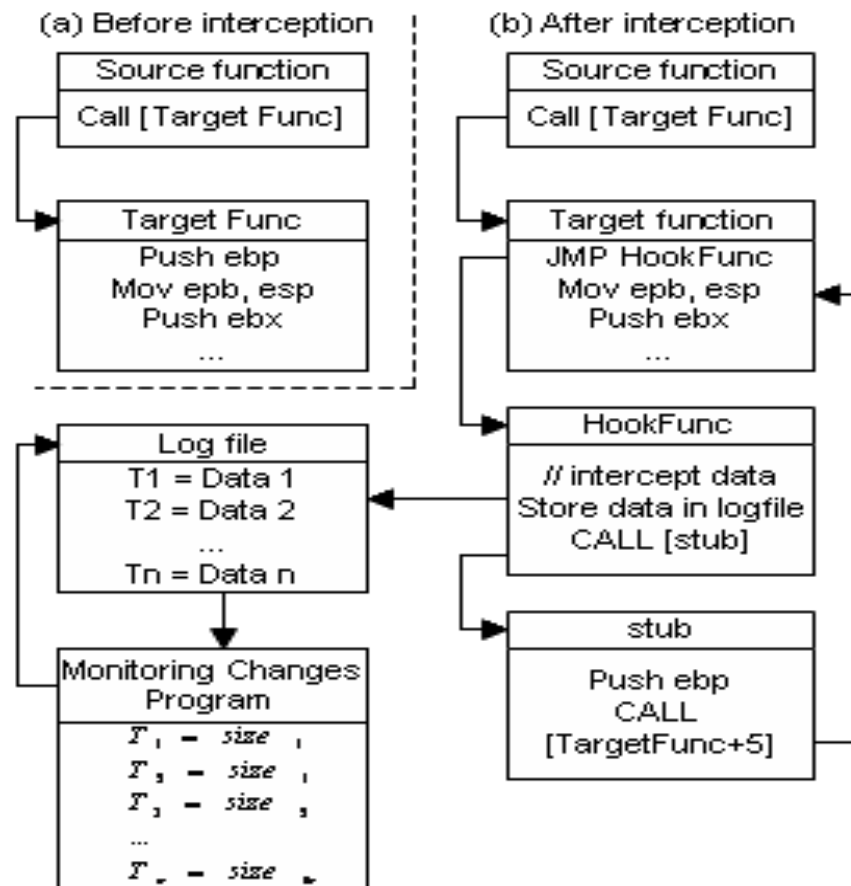 (a) Before interception
Source function
Call [Target Func]
Target Func
Push ebp
Mov epb, esp
Push ebx
...
(b) After interception
Source function
Call [Target Func]
Target function
JMP HookFunc
Mov epb, esp
Push ebx
...
HookFunc
// intercept data
Store data in logfile
CALL [stub]
stub
Push ebp
CALL
[TargetFunc+5]
Log file
T1 = Data 1
T2 = Data 2
...
Tn = Data n
Monitoring Changes
Program
T = size
T = size
T = size
...
T = size